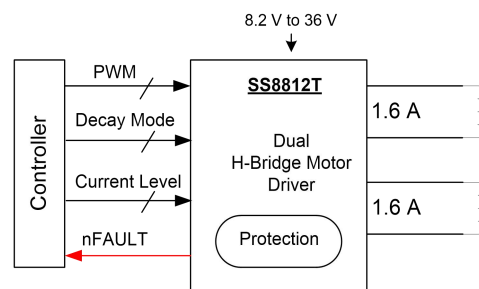 8.2 V to 36 V
PWM
Decay Mode
Current Level
nFAULT
Controller
SS8812T
Dual
H-Bridge Motor
Driver
Protection
1.6 A
1.6 A